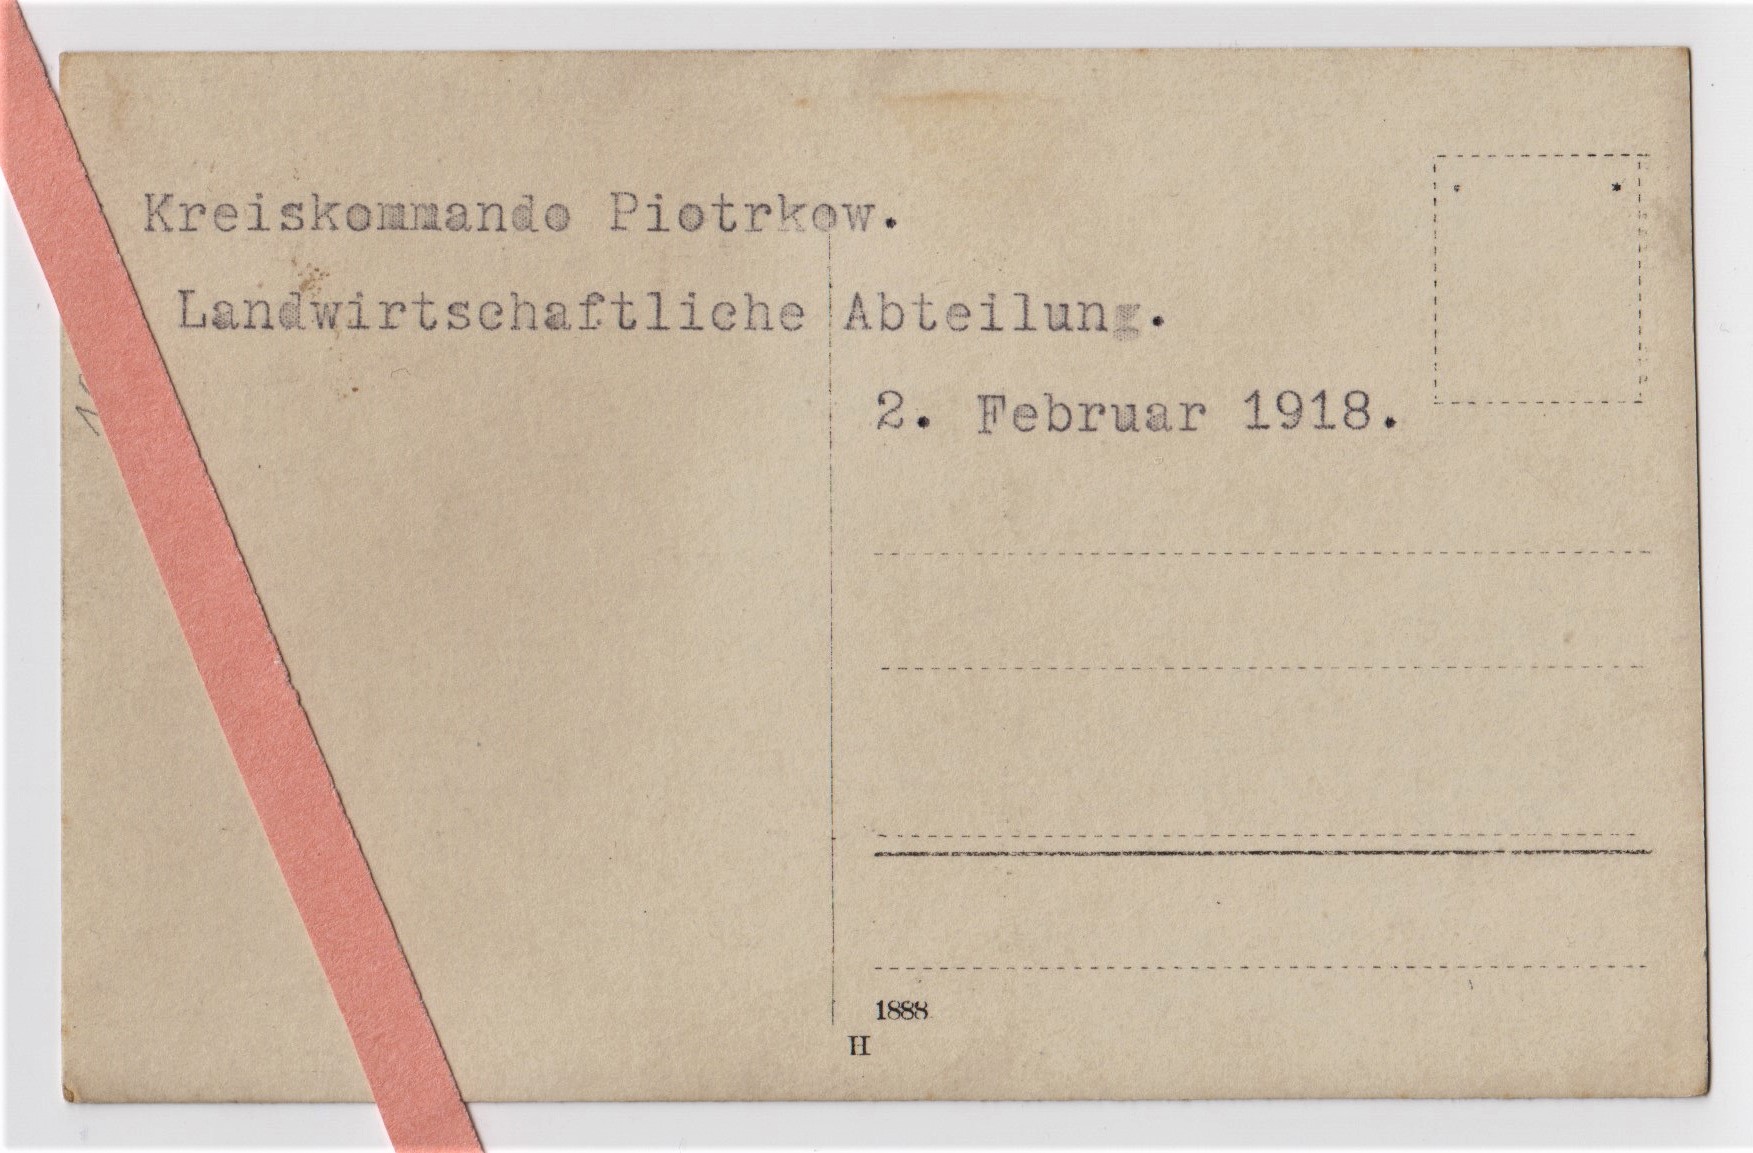 Kreiskommando Piotrkow.
Landwirtschaftliche Abteilung.
2. Februar 1918.
1888
H